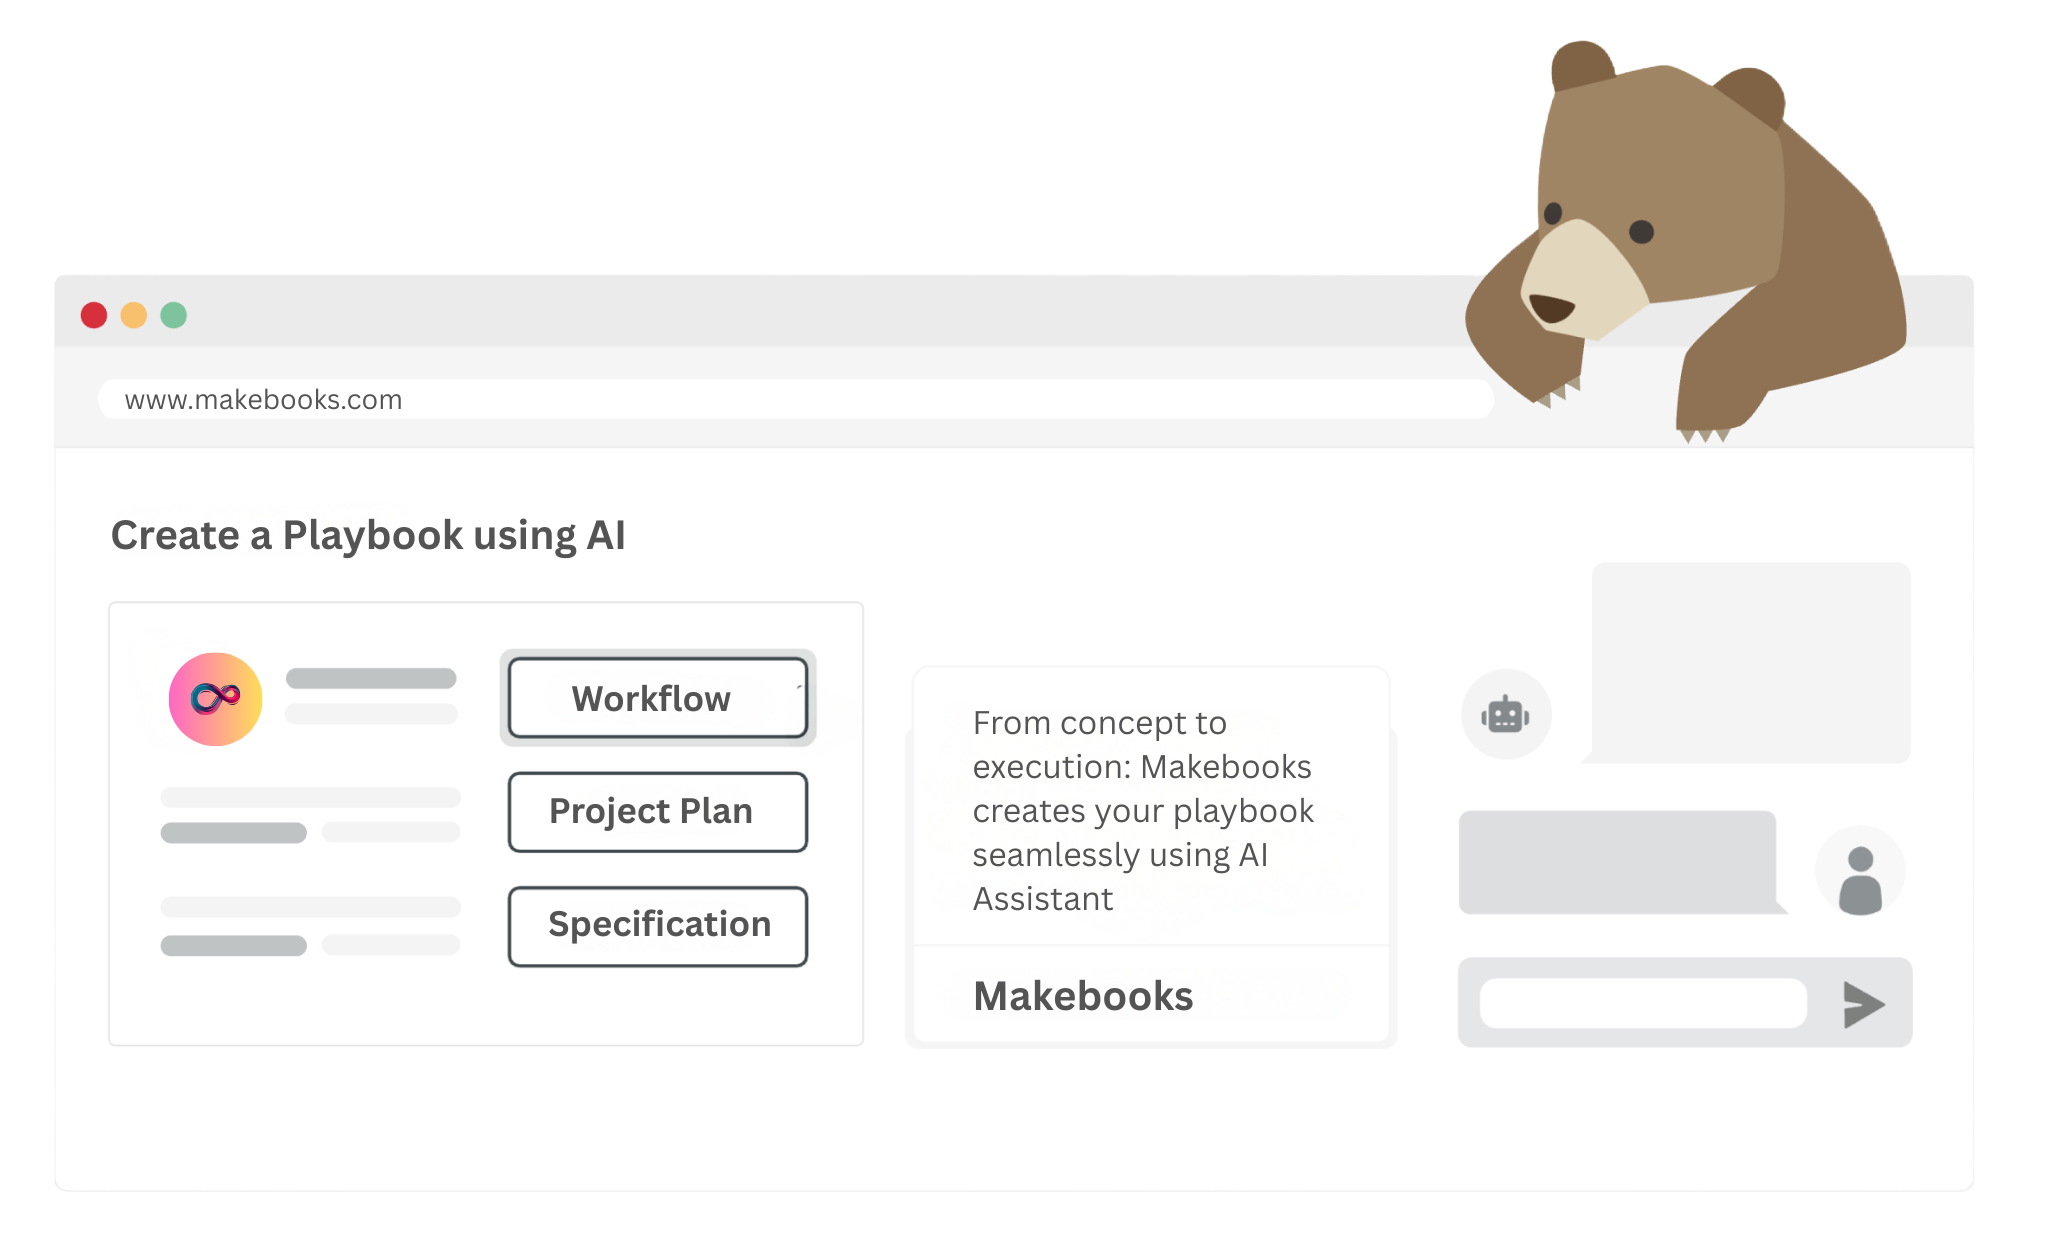 www.makebooks.com
Create a Playbook using AI
Workflow
Project Plan
Specification
From concept to
execution: Makebooks
creates your playbook
seamlessly using AI
Assistant
Makebooks